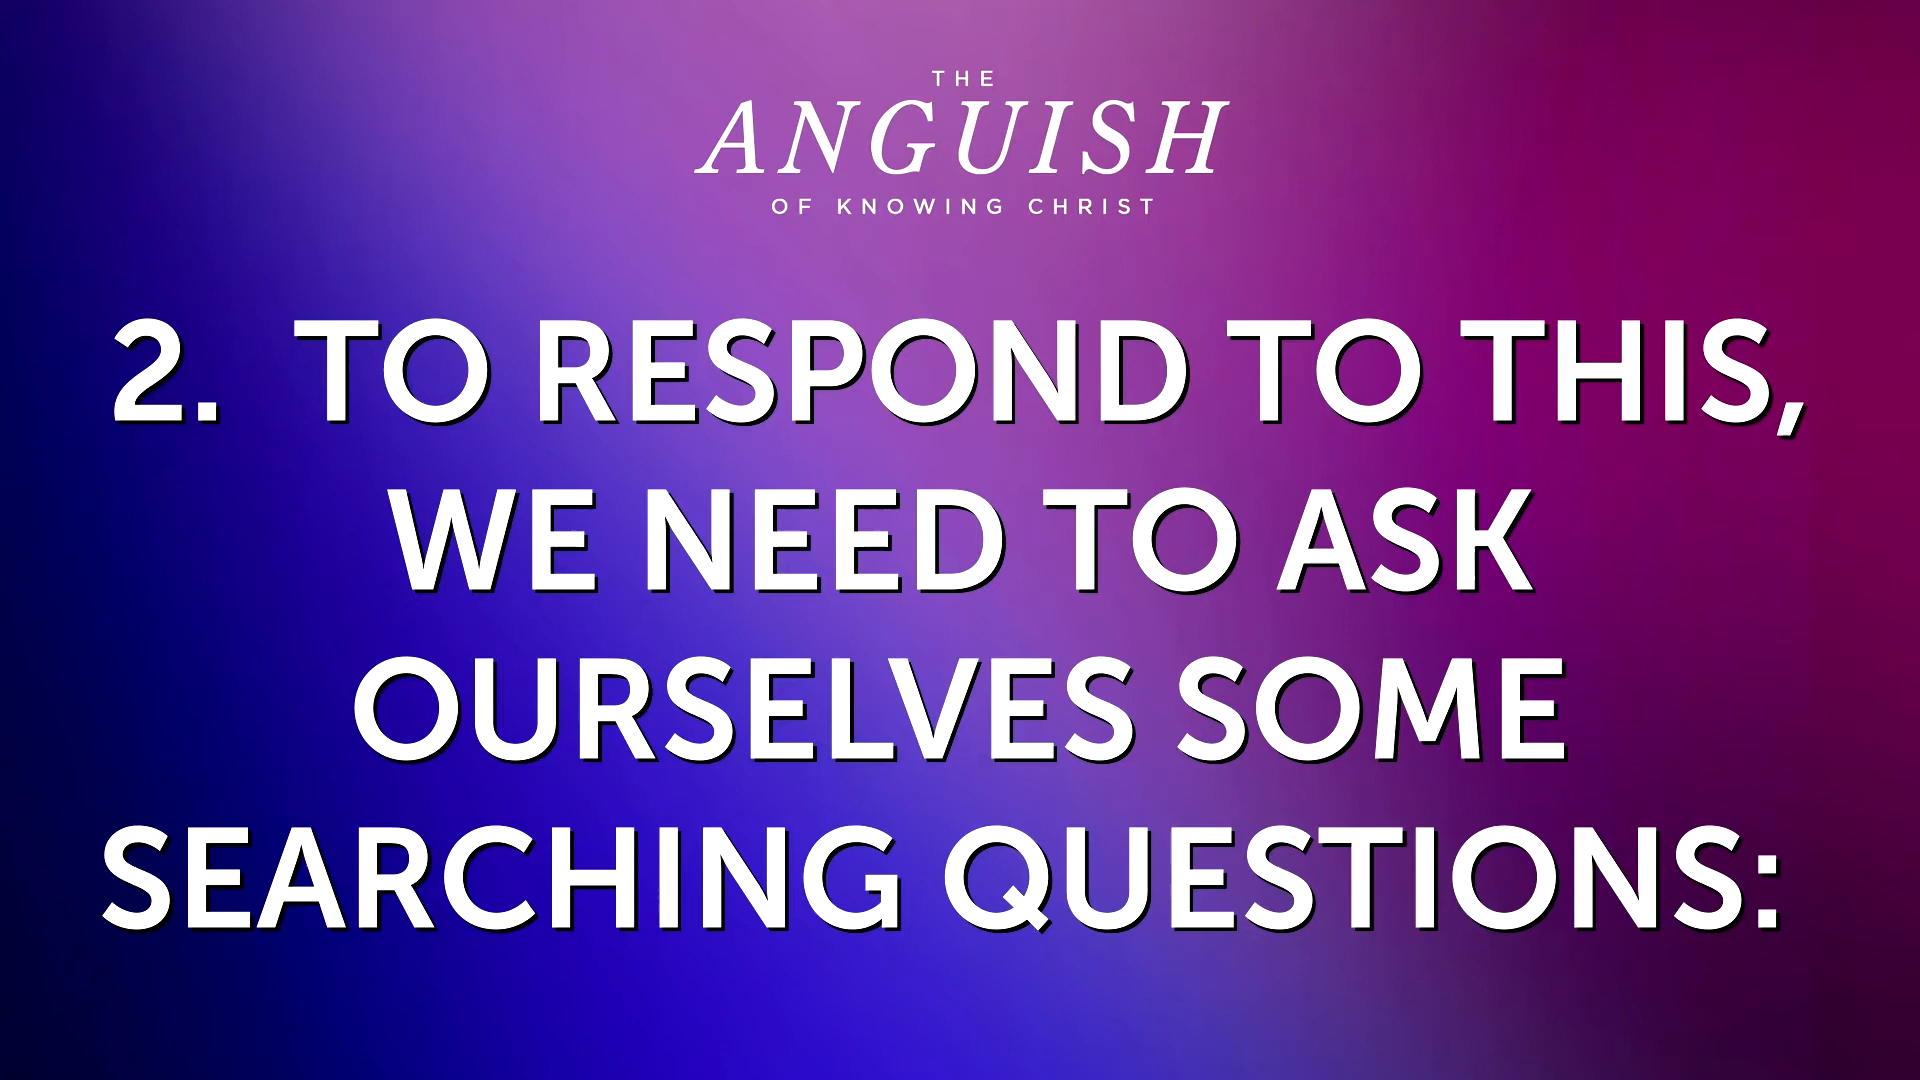 THE
ANGUISH
OF KNOWING CHRIST
2. TO RESPOND TO THIS,
WE NEED TO ASK
OURSELVES SOME
SEARCHING QUESTIONS: